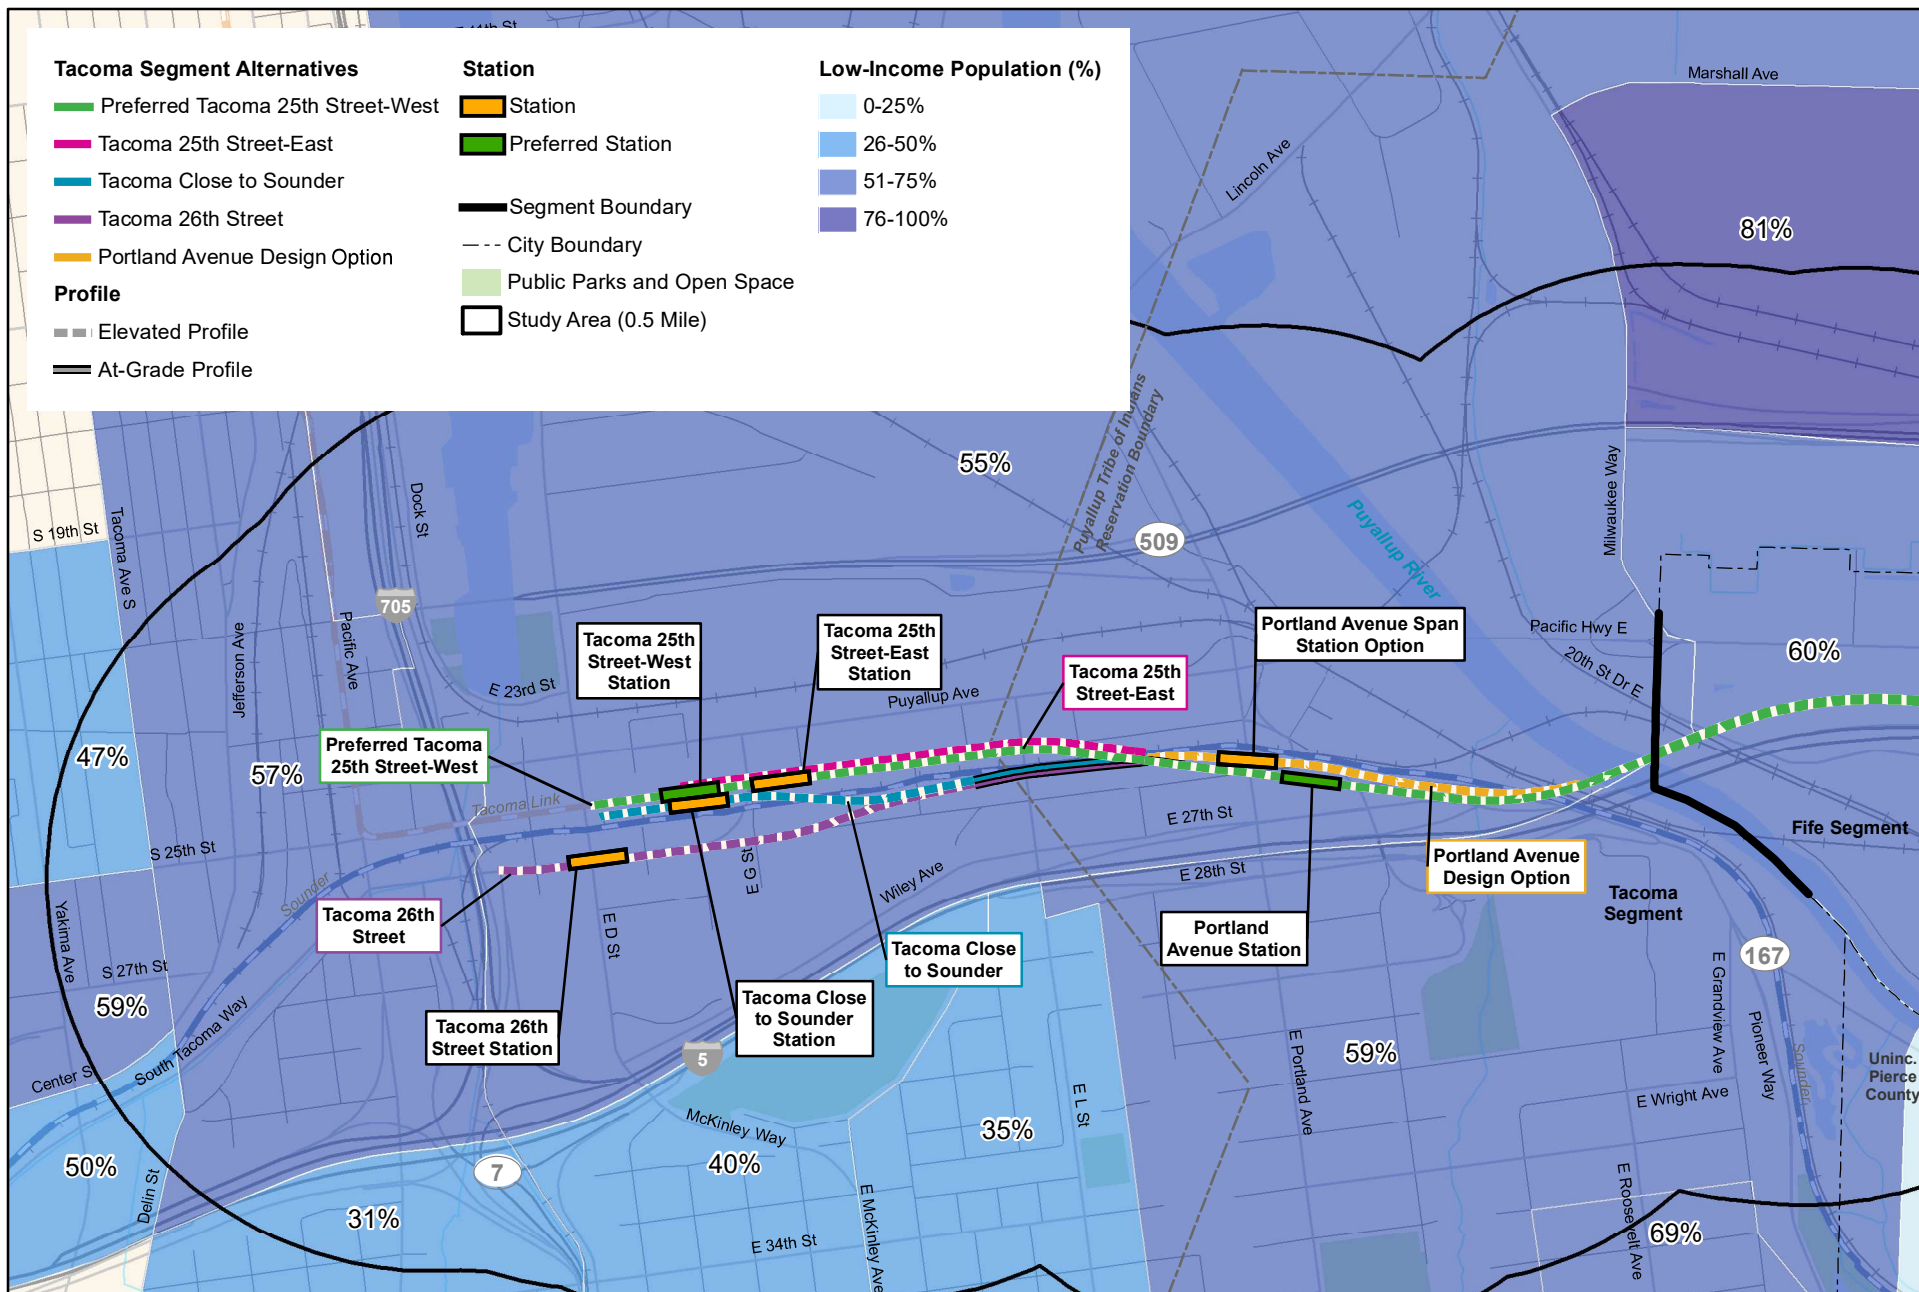 E 11th St
Tacoma Segment Alternatives
Preferred Tacoma 25th Street-West
Tacoma 25th Street-East
Tacoma Close to Sounder
Tacoma 26th Street
Portland Avenue Design Option
Profile
Elevated Profile
At-Grade Profile
Station
Station
Preferred Station
Segment Boundary
City Boundary
Public Parks and Open Space
Study Area (0.5 Mile)
Low-Income Population (%)
0-25%
26-50%
51-75%
76-100%
Marshall Ave
Lincoln Ave
81%
Puyallup Tribe of Indians
Reservation Boundary
55%
509
Puyallup River
Milwaukee Way
S 19th St
Tacoma Ave S
Dock St
705
Jefferson Ave
Pacific Ave
E 23rd St
Tacoma 25th
Street-West
Station
Tacoma 25th
Street-East
Station
Puyallup Ave
Tacoma 25th
Street-East
Portland Avenue Span
Station Option
Pacific Hwy E
20th St Dr E
60%
47%
57%
Preferred Tacoma
25th Street-West
Tacoma Link
S 25th St
Sounder
E 27th St
Fife Segment
E G St
Wiley Ave
E 28th St
Portland Avenue
Design Option
Tacoma
Segment
Yakima Ave
Tacoma 26th
Street
E D St
Tacoma Close
to Sounder
Portland
Avenue Station
167
S 27th St
59%
South Tacoma Way
Tacoma 26th
Street Station
Tacoma Close
to Sounder
Station
5
E Portland Ave
59%
E Grandview Ave
Pioneer Way
Sounder
Uninc.
Pierce
County
Center St
E Wright Ave
McKinley Way
35%
E L St
40%
50%
Delin St
7
31%
E McKinley Ave
E 34th St
E Roosevelt Ave
69%